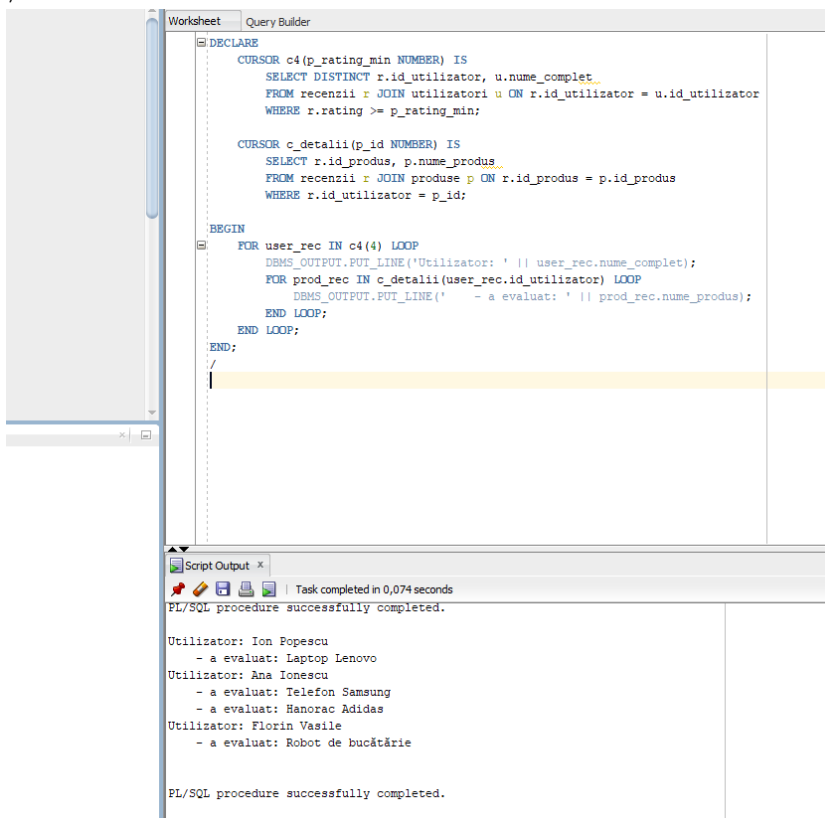 Worksheet Query Builder
DECLARE
    CURSOR c4(p_rating_min NUMBER) IS
        SELECT DISTINCT r.id_utilizator, u.nume_complet
        FROM recenzii r JOIN utilizatori u ON r.id_utilizator = u.id_utilizator
        WHERE r.rating >= p_rating_min;
    CURSOR c_detalii(p_id NUMBER) IS
        SELECT r.id_produs, p.nume_produs
        FROM recenzii r JOIN produse p ON r.id_produs = p.id_produs
        WHERE r.id_utilizator = p_id;
BEGIN
    FOR user_rec IN c4(4) LOOP
        DBMS_OUTPUT.PUT_LINE('Utilizator: ' || user_rec.nume_complet);
        FOR prod_rec IN c_detalii(user_rec.id_utilizator) LOOP
            DBMS_OUTPUT.PUT_LINE('    - a evaluat: ' || prod_rec.nume_produs);
        END LOOP;
    END LOOP;
END;
/
Script Output x
Task completed in 0,074 seconds
PL/SQL procedure successfully completed.
Utilizator: Ion Popescu
    - a evaluat: Laptop Lenovo
Utilizator: Ana Ionescu
    - a evaluat: Telefon Samsung
    - a evaluat: Hanorac Adidas
Utilizator: Florin Vasile
    - a evaluat: Robot de bucătărie
PL/SQL procedure successfully completed.